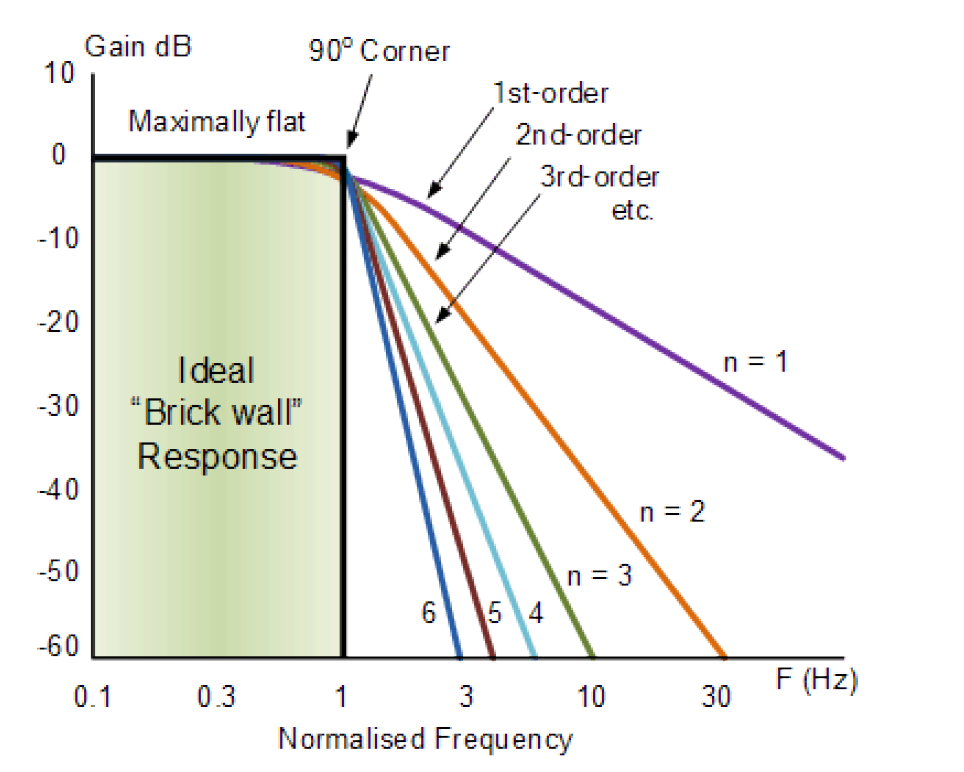 Gain dB
90º Corner
10
1st-order
Maximally flat
2nd-order
0
3rd-order
etc.
-10
-20
Ideal
n = 1
“Brick wall”
-30
Response
-40
n = 2
-50
n = 3
6
5
4
-60
F (Hz)
0.1
0.3
1
3
10
30
Normalised Frequency